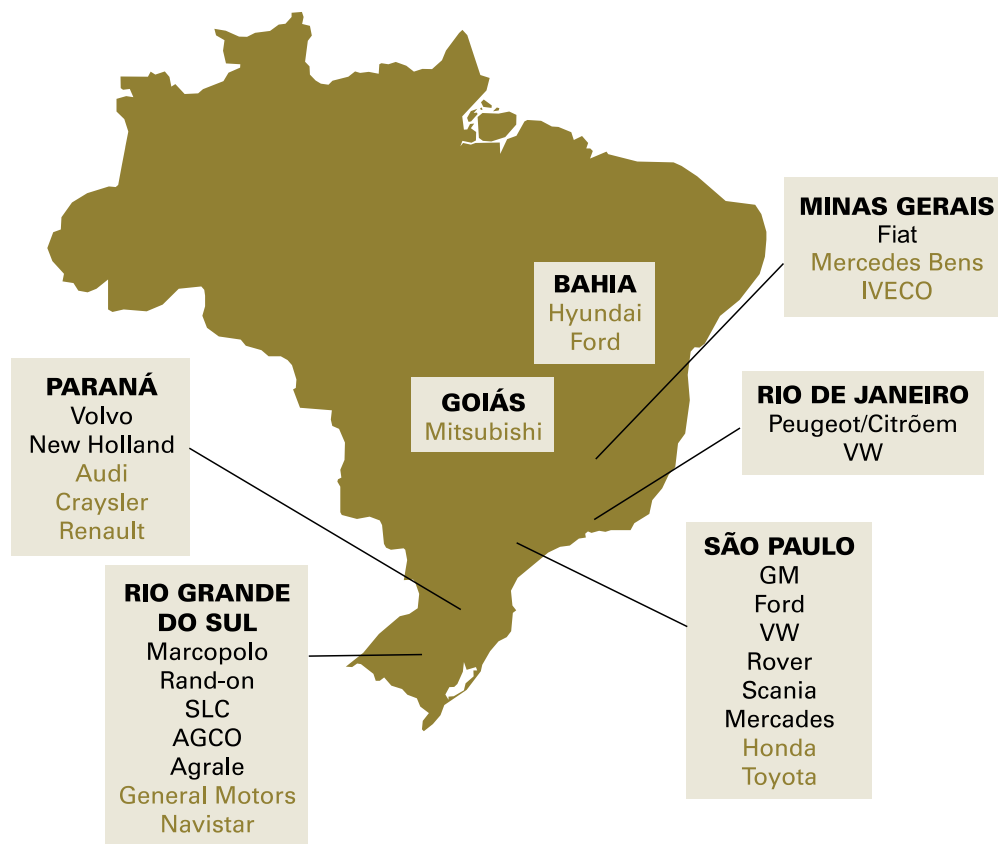 MINAS GERAIS
Fiat
Mercedes Bens
IVECO
BAHIA
Hyundai
Ford
PARANÁ
Volvo
New Holland
Audi
Craysler
Renault
GOIÁS
Mitsubishi
RIO DE JANEIRO
Peugeot/Citrõem
VW
SÃO PAULO
GM
Ford
VW
Rover
Scania
Mercades
Honda
Toyota
RIO GRANDE
DO SUL
Marcopolo
Rand-on
SLC
AGCO
Agrale
General Motors
Navistar